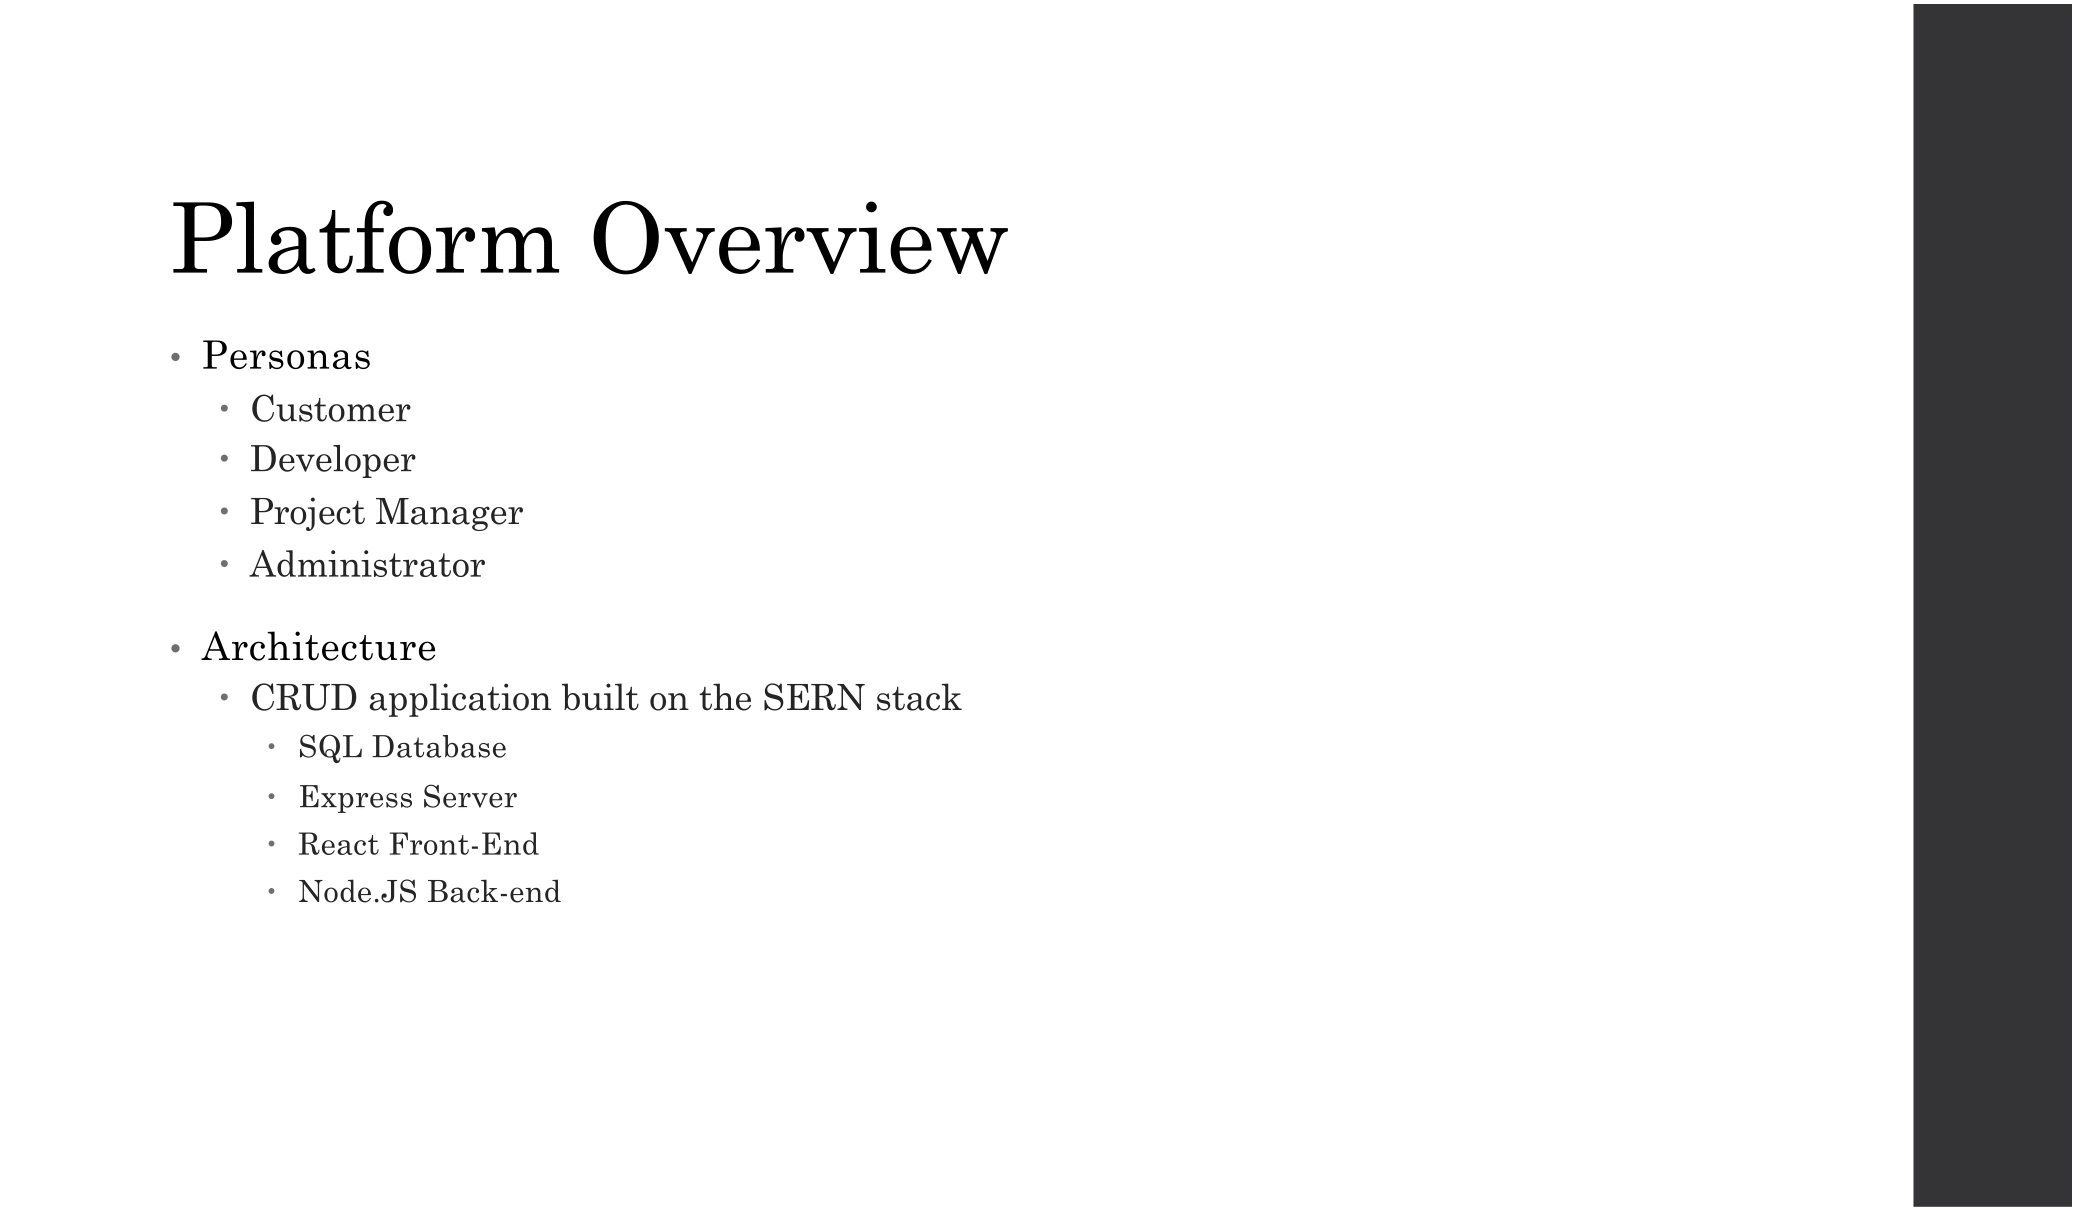 Platform Overview
• Personas
• Customer
• Developer
• Project Manager
• Administrator
• Architecture
• CRUD application built on the SERN stack
• SQL Database
• Express Server
• React Front-End
• Node.JS Back-end